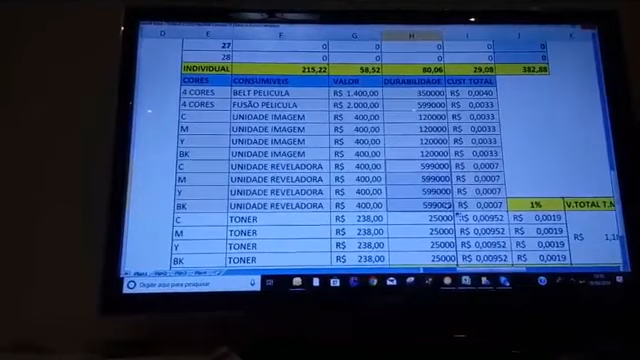 D E F G H I J K
27 0 0 0 0 0
28 0 0 0 0 0
INDIVIDUAL 215,22 58,52 80,06 29,08 382,88
CORES CONSUMIVEIS VALOR DURABILIDADE CUST TOTAL
4 CORES BELT PELICULA R$ 1.400,00 350000 R$ 0,0040
4 CORES FUSÃO PELICULA R$ 2.000,00 599000 R$ 0,0033
C UNIDADE IMAGEM R$ 400,00 120000 R$ 0,0033
M UNIDADE IMAGEM R$ 400,00 120000 R$ 0,0033
Y UNIDADE IMAGEM R$ 400,00 120000 R$ 0,0033
BK UNIDADE IMAGEM R$ 400,00 120000 R$ 0,0033
C UNIDADE REVELADORA R$ 400,00 599000 R$ 0,0007
M UNIDADE REVELADORA R$ 400,00 599000 R$ 0,0007
Y UNIDADE REVELADORA R$ 400,00 599000 R$ 0,0007
BK UNIDADE REVELADORA R$ 400,00 599000 R$ 0,0007 1% V.TOTAL T.N
C TONER R$ 238,00 25000 R$ 0,00952 R$ 0,0019
M TONER R$ 238,00 25000 R$ 0,00952 R$ 0,0019
Y TONER R$ 238,00 25000 R$ 0,00952 R$ 0,0019 R$
BK TONER R$ 238,00 25000 R$ 0,00952 R$ 0,0019
Plan1 Plan2 Plan3 Plan4
Digite aqui para pesquisar